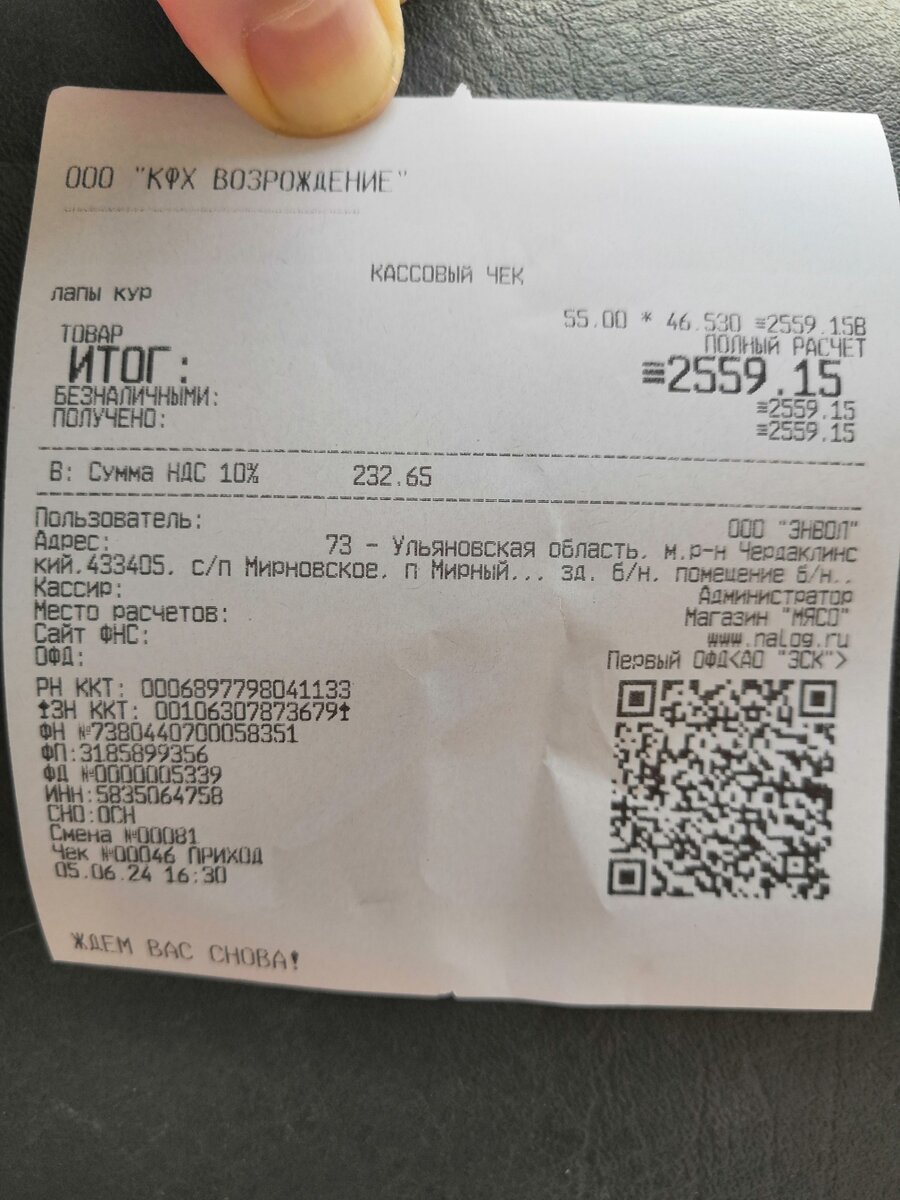 ООО "КФХ ВОЗРОЖДЕНИЕ"
КАССОВЫЙ ЧЕК
лапы кур
55.00 * 46.530 ≡2559.15В
ТОВАР ПОЛНЫЙ РАСЧЕТ
ИТОГ: ≡2559.15
БЕЗНАЛИЧНЫМИ: ≡2559.15
ПОЛУЧЕНО: ≡2559.15
В: Сумма НДС 10% 232.65
Пользователь: ООО "ЭНВОЛ"
Адрес: 73 - Ульяновская область, м.р-н Чердаклинс
кий,433405, с/п Мирновское, п Мирный... зд. б/н, помещение б/н..
Кассир: Администратор
Место расчетов: Магазин "МЯСО"
Сайт ФНС: www.nalog.ru
ОФД: Первый ОФД<АО "ЭСК">
РН ККТ: 0006897798041133
ЗН ККТ: 00106307873679
ФН №7380440700058351
ФП:3185899356
ФД №0000005339
ИНН:5835064758
СНО:ОСН
Смена №00081
Чек №00046 ПРИХОД
05.06.24 16:30
ЖДЕМ ВАС СНОВА!